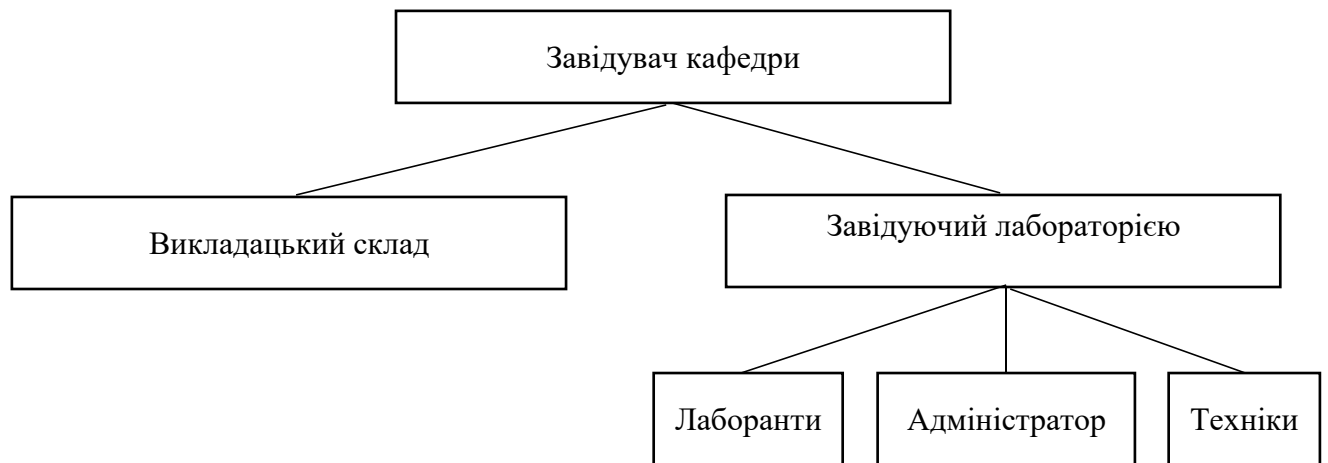 Завідувач кафедри
Викладацький склад
Завідуючий лабораторією
Лаборанти
Адміністратор
Техніки